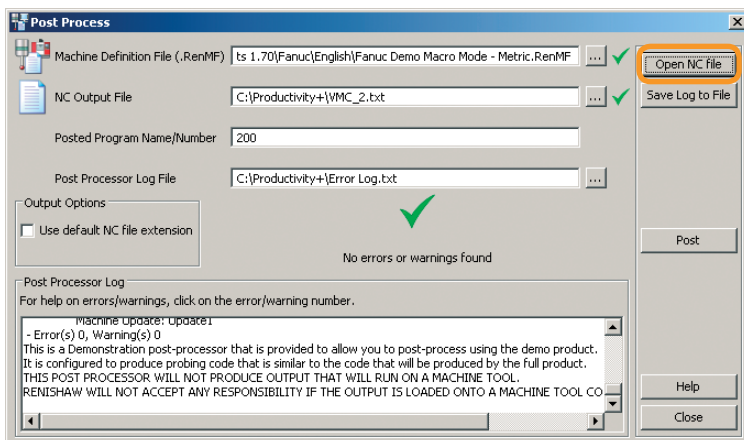 Post Process
Machine Definition File (.RenMF)
ts 1.70\Fanuc\English\Fanuc Demo Macro Mode - Metric.RenMF
...
Open NC file
NC Output File
C:\Productivity+\VMC_2.txt
...
Save Log to File
Posted Program Name/Number
200
Post Processor Log File
C:\Productivity+\Error Log.txt
...
Output Options
Use default NC file extension
No errors or warnings found
Post
Post Processor Log
For help on errors/warnings, click on the error/warning number.
Machine Update: Update1
- Error(s) 0, Warning(s) 0
This is a Demonstration post-processor that is provided to allow you to post-process using the demo product.
It is configured to produce probing code that is similar to the code that will be produced by the full product.
THIS POST PROCESSOR WILL NOT PRODUCE OUTPUT THAT WILL RUN ON A MACHINE TOOL.
RENISHAW WILL NOT ACCEPT ANY RESPONSIBILITY IF THE OUTPUT IS LOADED ONTO A MACHINE TOOL CO
Help
Close